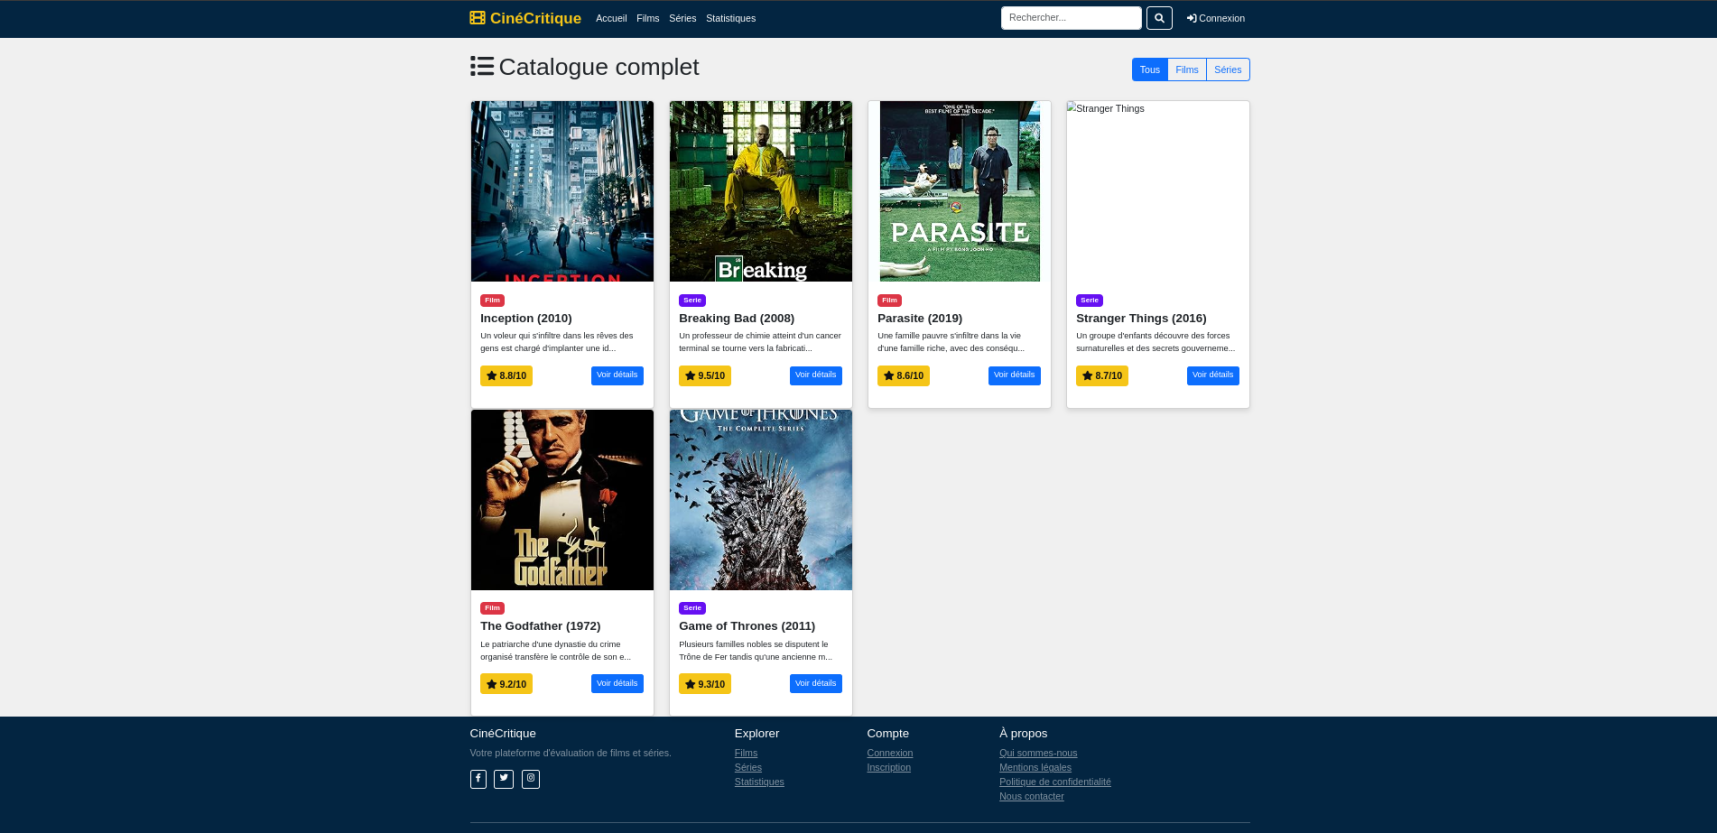 CinéCritique Accueil Films Séries Statistiques Rechercher... Connexion
Catalogue complet
Tous Films Séries
INCEPTION
Film
Inception (2010)
Un voleur qui s'infiltre dans les rêves des
gens est chargé d'implanter une id...
8.8/10 Voir détails
Breaking
Serie
Breaking Bad (2008)
Un professeur de chimie atteint d'un cancer
terminal se tourne vers la fabricati...
9.5/10 Voir détails
"ONE OF THE
BEST FILMS OF THE DECADE."
PARASITE
A FILM BY BONG JOON HO
Film
Parasite (2019)
Une famille pauvre s'infiltre dans la vie
d'une famille riche, avec des conséqu...
8.6/10 Voir détails
Stranger Things
Serie
Stranger Things (2016)
Un groupe d'enfants découvre des forces
surnaturelles et des secrets gouverneme...
8.7/10 Voir détails
The
Godfather
Film
The Godfather (1972)
Le patriarche d'une dynastie du crime
organisé transfère le contrôle de son e...
9.2/10 Voir détails
GAME OF THRONES
THE COMPLETE SERIES
Serie
Game of Thrones (2011)
Plusieurs familles nobles se disputent le
Trône de Fer tandis qu'une ancienne m...
9.3/10 Voir détails
CinéCritique
Votre plateforme d'évaluation de films et séries.
Explorer
Films
Séries
Statistiques
Compte
Connexion
Inscription
À propos
Qui sommes-nous
Mentions légales
Politique de confidentialité
Nous contacter